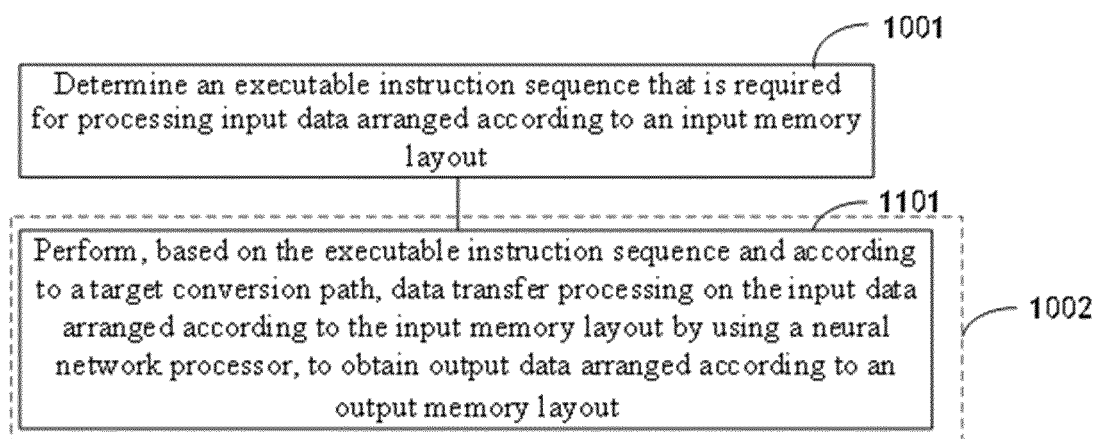 1001
Determine an executable instruction sequence that is required
for processing input data arranged according to an input memory
layout
1101
Perform, based on the executable instruction sequence and according
to a target conversion path, data transfer processing on the input data
arranged according to the input memory layout by using a neural
network processor, to obtain output data arranged according to an
output memory layout
1002